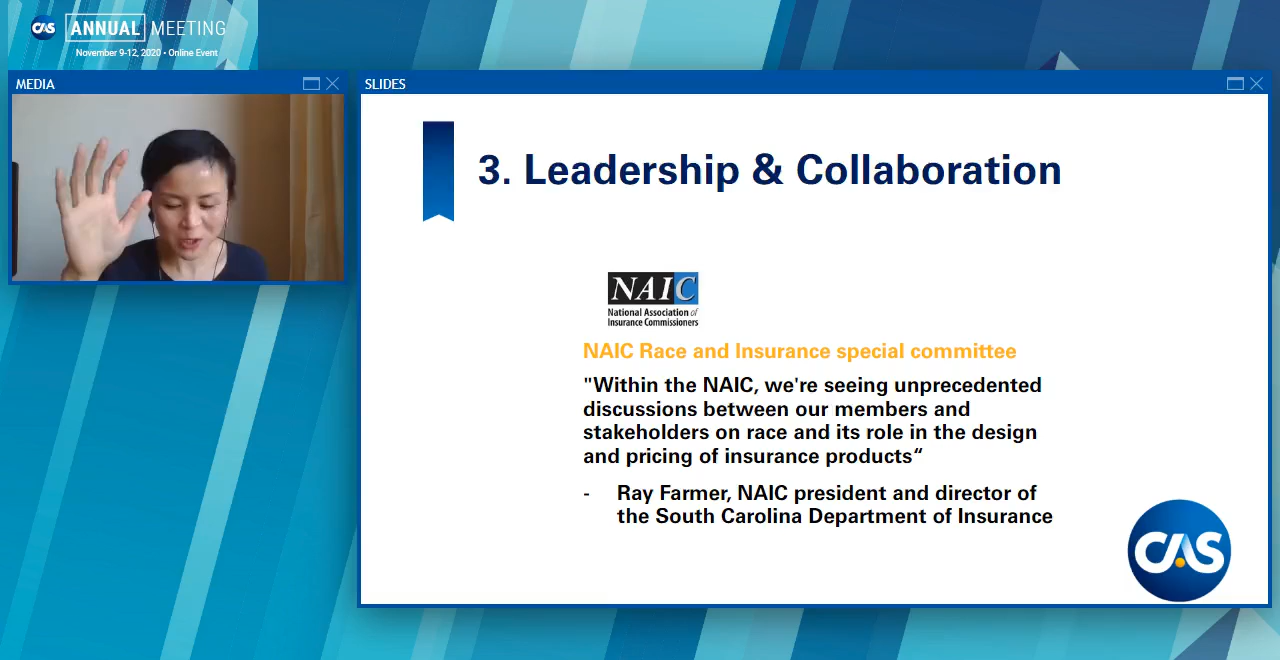 CAS ANNUAL MEETING
November 9-12, 2020 • Online Event
MEDIA
SLIDES
3. Leadership & Collaboration
NAIC
National Association of
Insurance Commissioners
NAIC Race and Insurance special committee
"Within the NAIC, we're seeing unprecedented
discussions between our members and
stakeholders on race and its role in the design
and pricing of insurance products“
- Ray Farmer, NAIC president and director of
the South Carolina Department of Insurance
CAS